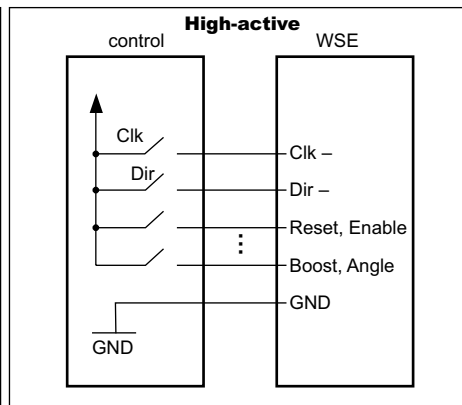 High-active
control WSE
Clk
Clk –
Dir
Dir –
Reset, Enable
Boost, Angle
GND
GND